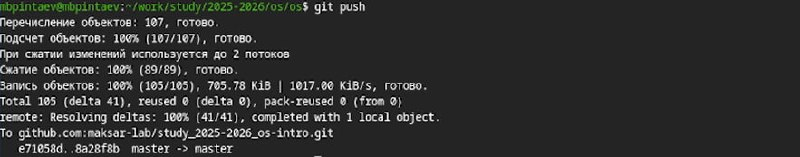 mbpintaev@mbpintaev:~/work/study/2025-2026/os/os$ git push
Перечисление объектов: 107, готово.
Подсчет объектов: 100% (107/107), готово.
При сжатии изменений используется до 2 потоков
Сжатие объектов: 100% (89/89), готово.
Запись объектов: 100% (105/105), 705.78 KiB | 1017.00 KiB/s, готово.
Total 105 (delta 41), reused 0 (delta 0), pack-reused 0 (from 0)
remote: Resolving deltas: 100% (41/41), completed with 1 local object.
To github.com:maksar-lab/study_2025-2026_os-intro.git
   e71058d..8a28f8b  master -> master